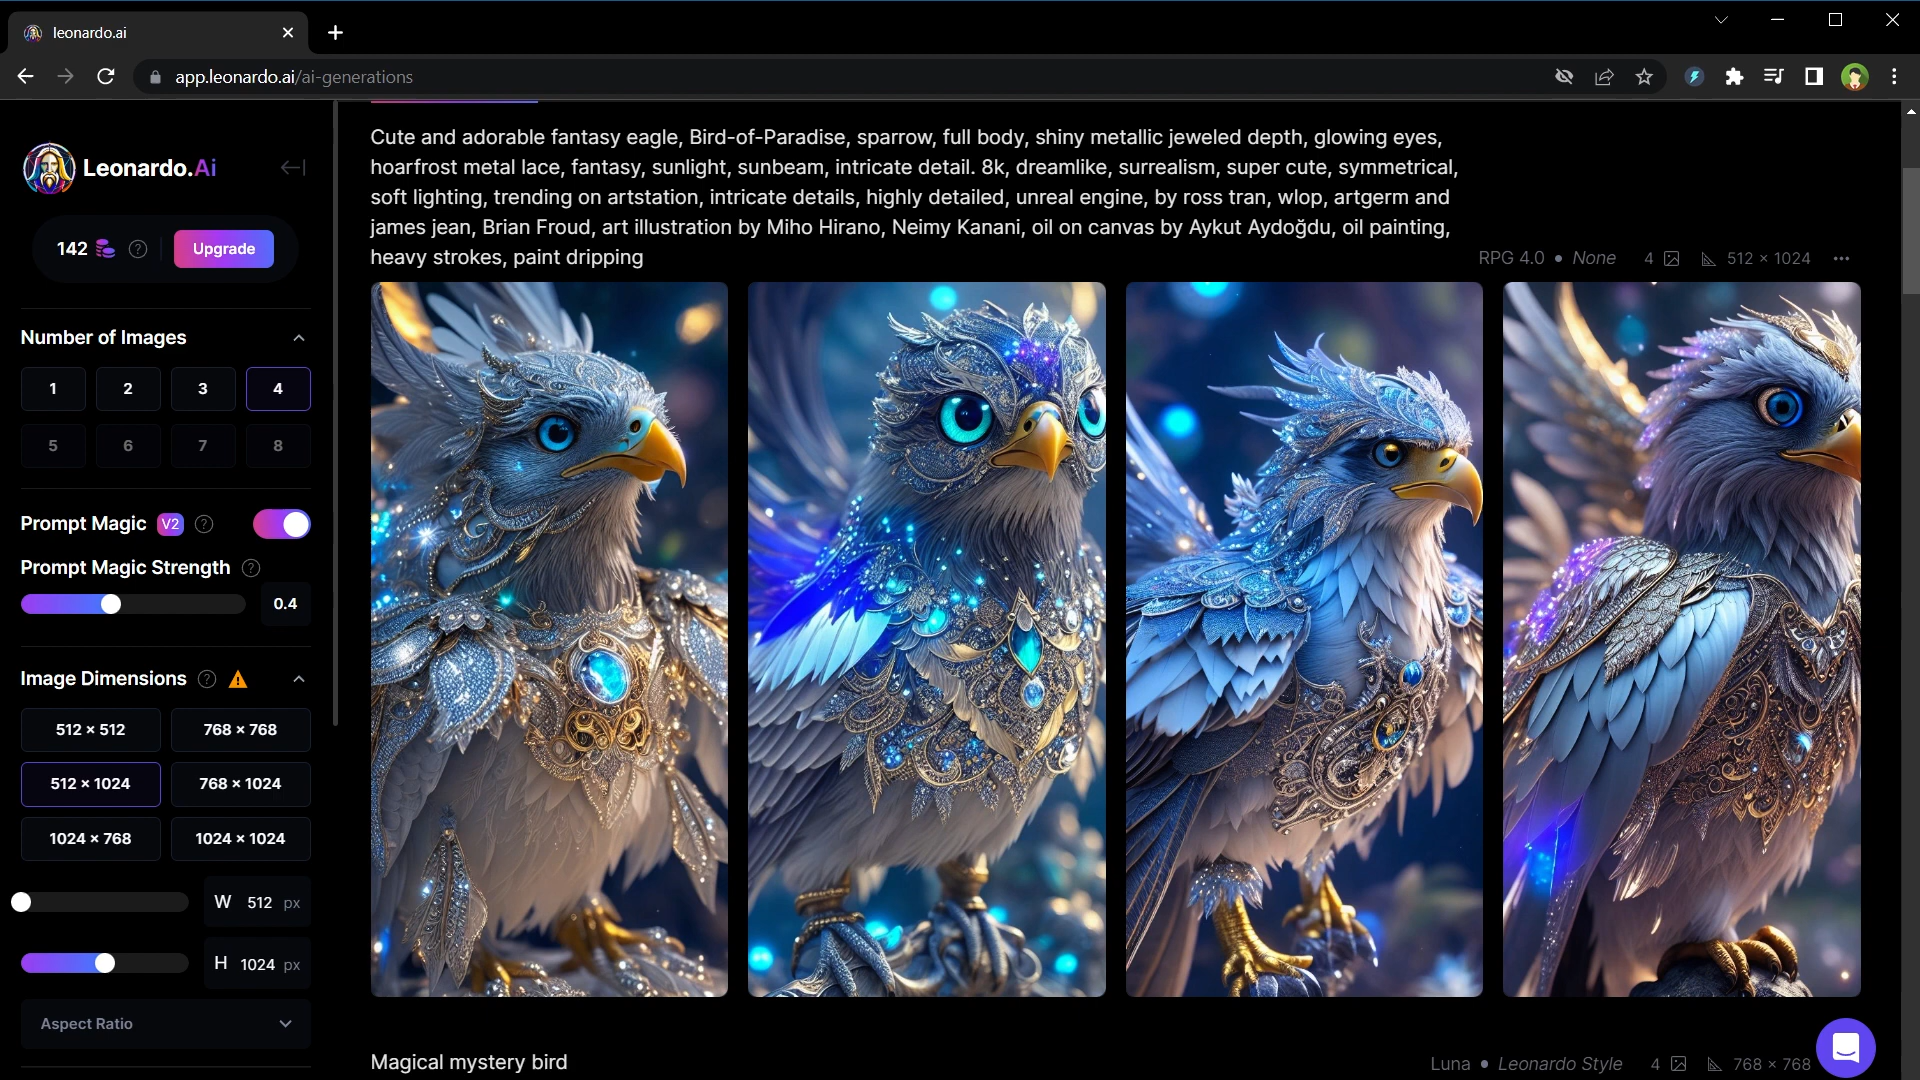 leonardo.ai
app.leonardo.ai/ai-generations
Leonardo.Ai
142 Upgrade
Number of Images
1 2 3 4
5 6 7 8
Prompt Magic V2
Prompt Magic Strength
0.4
Image Dimensions
512 × 512 768 × 768
512 × 1024 768 × 1024
1024 × 768 1024 × 1024
W 512 px
H 1024 px
Aspect Ratio
Cute and adorable fantasy eagle, Bird-of-Paradise, sparrow, full body, shiny metallic jeweled depth, glowing eyes,
hoarfrost metal lace, fantasy, sunlight, sunbeam, intricate detail. 8k, dreamlike, surrealism, super cute, symmetrical,
soft lighting, trending on artstation, intricate details, highly detailed, unreal engine, by ross tran, wlop, artgerm and
james jean, Brian Froud, art illustration by Miho Hirano, Neimy Kanani, oil on canvas by Aykut Aydoğdu, oil painting,
heavy strokes, paint dripping
RPG 4.0 • None 4 512 × 1024
Magical mystery bird
Luna • Leonardo Style 4 768 × 768